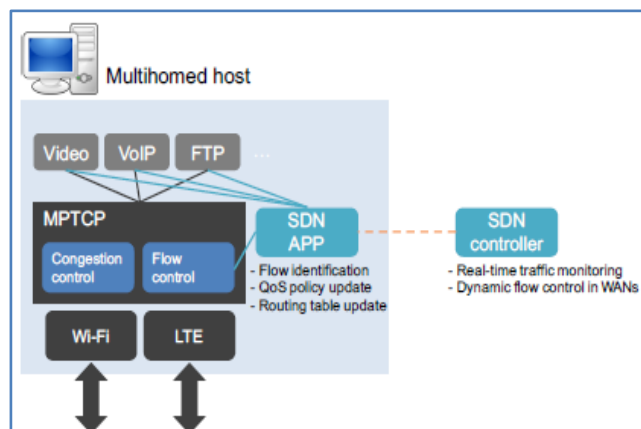 Multihomed host
Video
VoIP
FTP
...
MPTCP
Congestion
control
Flow
control
SDN
APP
- Flow identification
- QoS policy update
- Routing table update
SDN
controller
- Real-time traffic monitoring
- Dynamic flow control in WANs
Wi-Fi
LTE